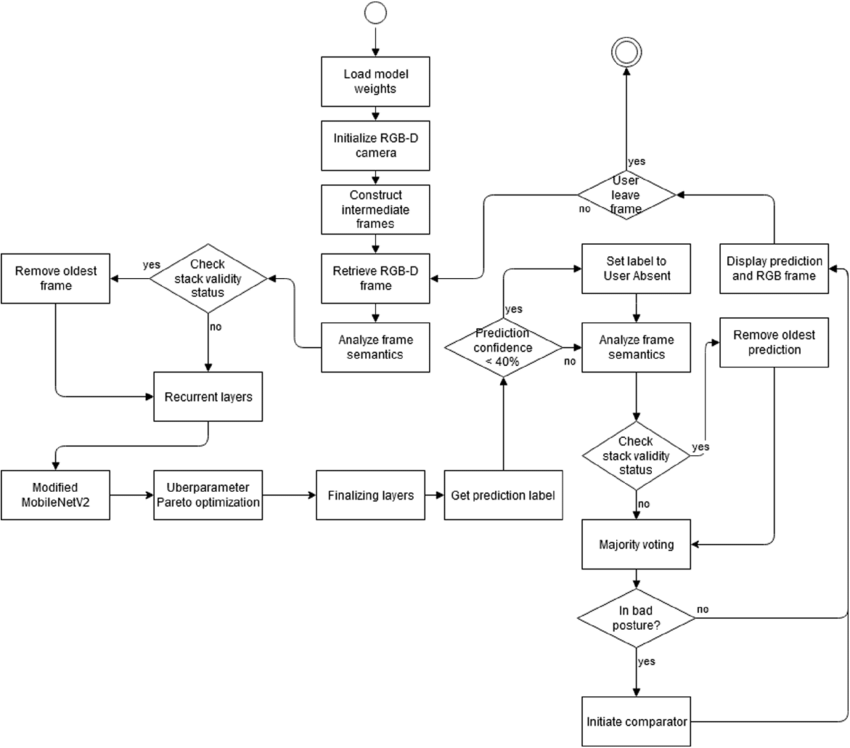 Load model
weights
Initialize RGB-D
camera
Construct
intermediate
frames
Retrieve RGB-D
frame
Analyze frame
semantics
Check
stack validity
status
yes
no
Remove oldest
frame
Recurrent layers
Modified
MobileNetV2
Uberparameter
Pareto optimization
Finalizing layers
Get prediction label
Prediction
confidence
< 40%
yes
no
Set label to
User Absent
Analyze frame
semantics
Check
stack validity
status
yes
no
Remove oldest
prediction
Majority voting
In bad
posture?
no
yes
Initiate comparator
Display prediction
and RGB frame
User
leave
frame
yes
no